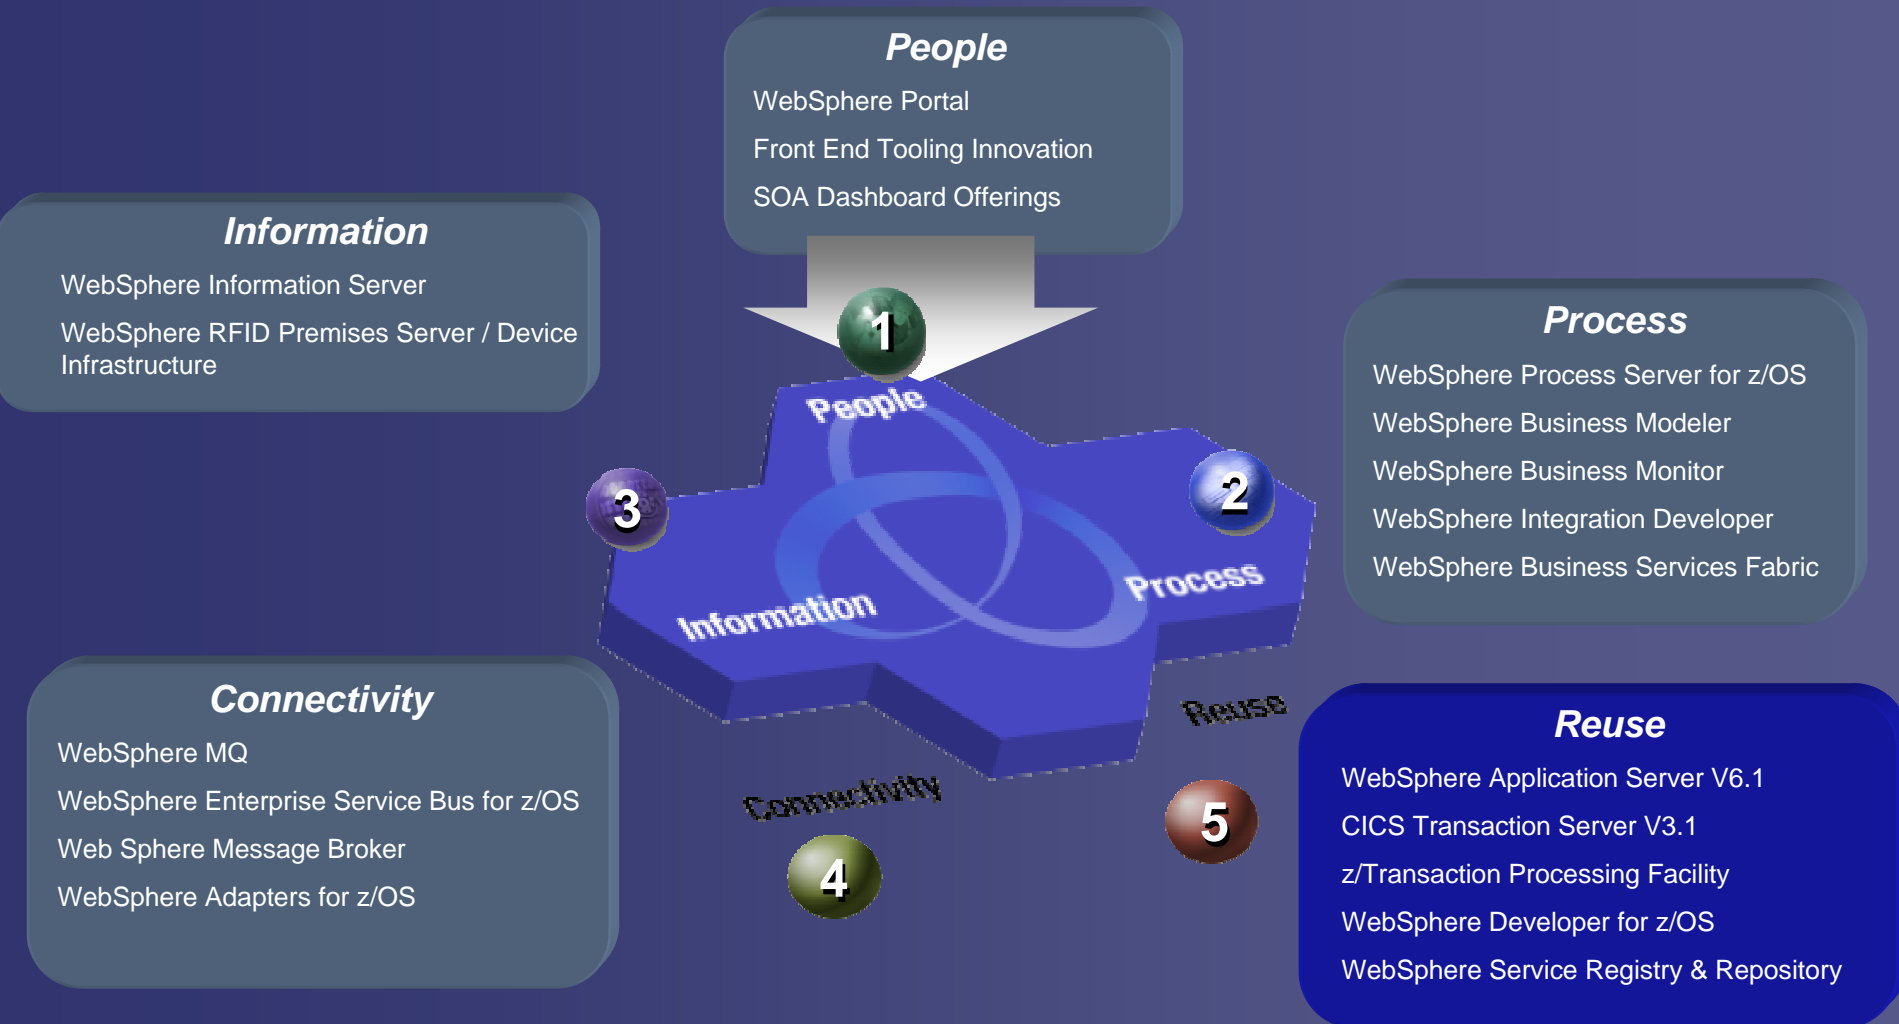 People
WebSphere Portal
Front End Tooling Innovation
SOA Dashboard Offerings
Information
WebSphere Information Server
WebSphere RFID Premises Server / Device
Infrastructure
Process
WebSphere Process Server for z/OS
WebSphere Business Modeler
WebSphere Business Monitor
WebSphere Integration Developer
WebSphere Business Services Fabric
1
People
2
3
Process
Information
Reuse
Connectivity
4
5
Connectivity
WebSphere MQ
WebSphere Enterprise Service Bus for z/OS
Web Sphere Message Broker
WebSphere Adapters for z/OS
Reuse
WebSphere Application Server V6.1
CICS Transaction Server V3.1
z/Transaction Processing Facility
WebSphere Developer for z/OS
WebSphere Service Registry & Repository